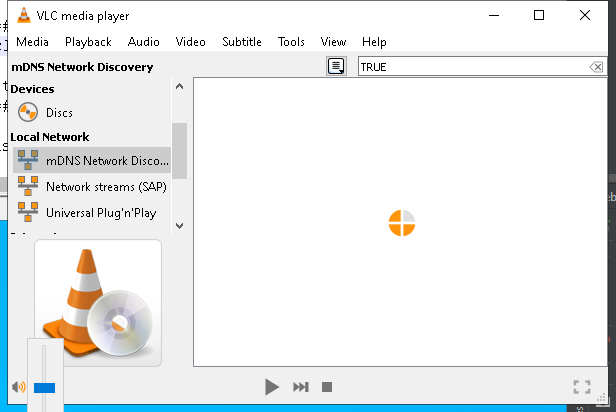 VLC media player
Media Playback Audio Video Subtitle Tools View Help
mDNS Network Discovery
TRUE
Devices
Discs
Local Network
mDNS Network Disco...
Network streams (SAP)
Universal Plug'n'Play